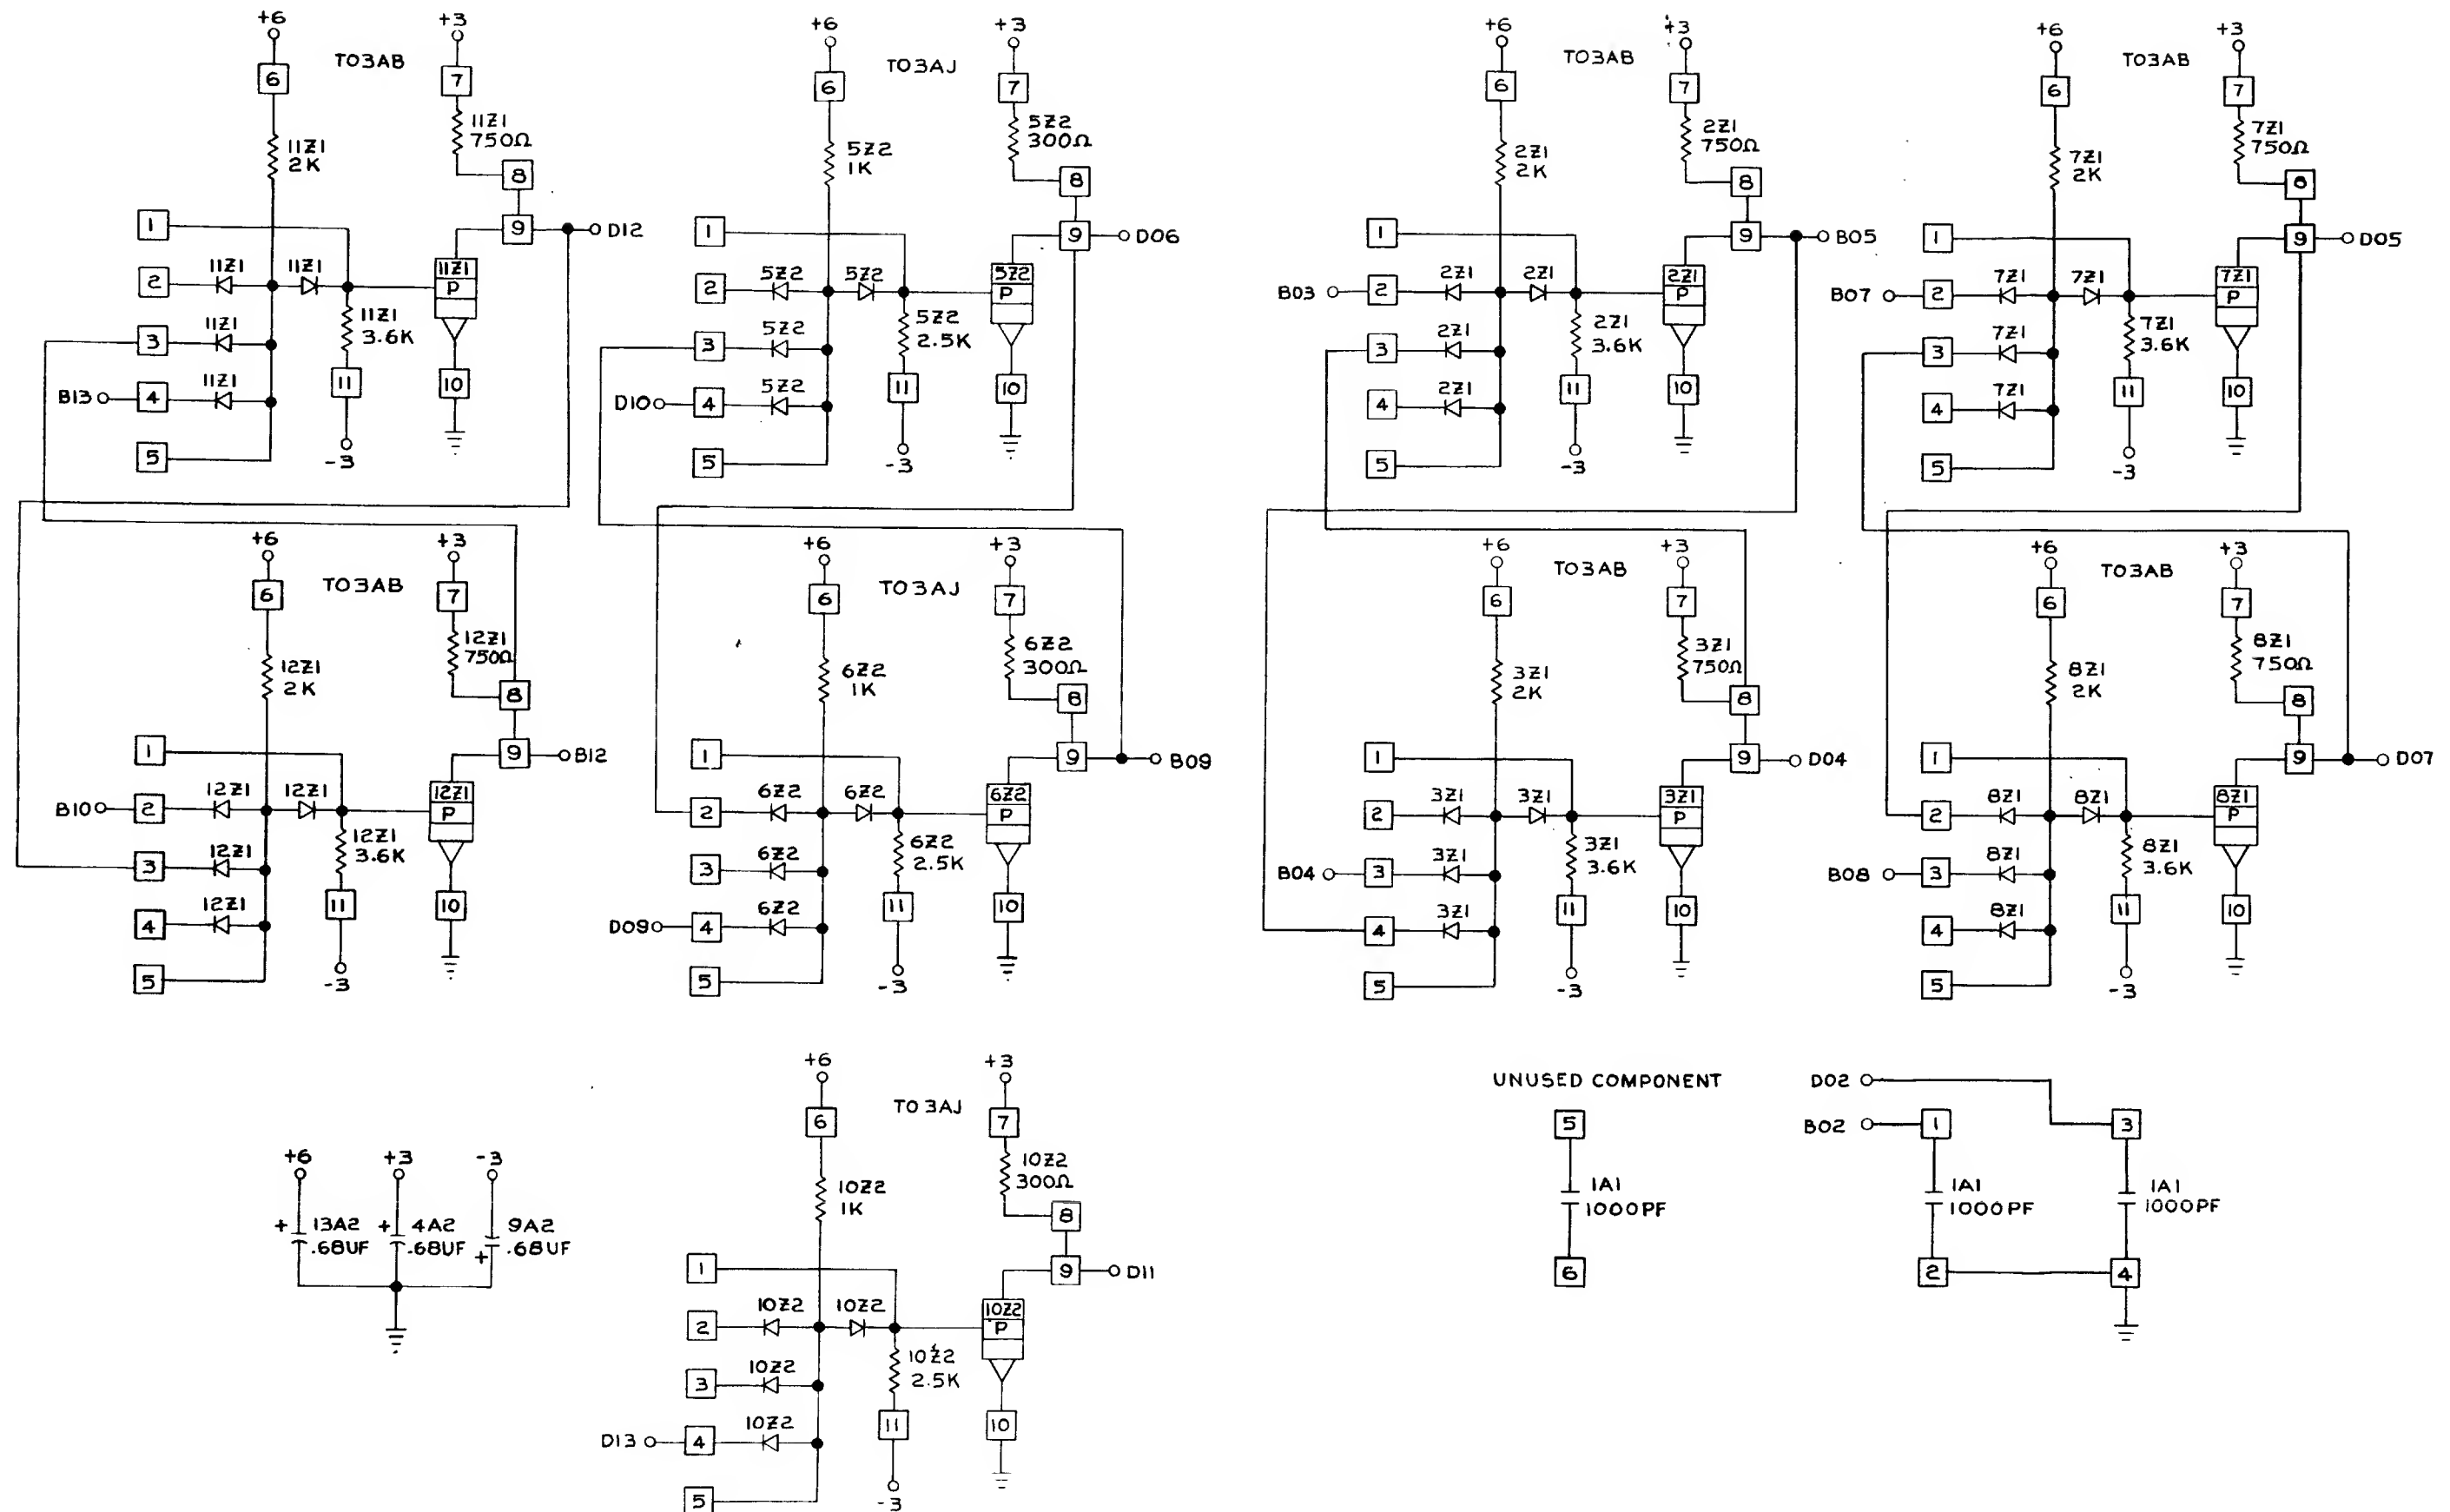 +6
+3
TO3AB
6
7
11Z1
2K
11Z1
750Ω
8
1
9
D12
2
11Z1
11Z1
11Z1
P
3
11Z1
11Z1
3.6K
B13
4
11Z1
11
10
5
-3
+6
+3
TO3AJ
6
7
5Z2
1K
5Z2
300Ω
8
1
9
D06
2
5Z2
5Z2
5Z2
P
3
5Z2
5Z2
2.5K
D10
4
5Z2
11
10
5
-3
+6
+3
TO3AB
6
7
2Z1
2K
2Z1
750Ω
8
1
9
B05
B03
2
2Z1
2Z1
2Z1
P
3
2Z1
2Z1
3.6K
4
2Z1
11
10
5
-3
+6
+3
TO3AB
6
7
7Z1
2K
7Z1
750Ω
8
1
9
D05
B07
2
7Z1
7Z1
7Z1
P
3
7Z1
7Z1
3.6K
4
7Z1
11
10
5
-3
+6
+3
TO3AB
6
7
12Z1
2K
12Z1
750Ω
8
1
9
B12
B10
2
12Z1
12Z1
12Z1
P
3
12Z1
12Z1
3.6K
4
12Z1
11
10
5
-3
+6
+3
TO3AJ
6
7
6Z2
1K
6Z2
300Ω
8
1
9
B09
2
6Z2
6Z2
6Z2
P
3
6Z2
6Z2
2.5K
D09
4
6Z2
11
10
5
-3
+6
+3
TO3AB
6
7
3Z1
2K
3Z1
750Ω
8
1
9
D04
2
3Z1
3Z1
3Z1
P
B04
3
3Z1
3Z1
3.6K
4
3Z1
11
10
5
-3
+6
+3
TO3AB
6
7
8Z1
2K
8Z1
750Ω
8
1
9
D07
2
8Z1
8Z1
8Z1
P
B08
3
8Z1
8Z1
3.6K
4
8Z1
11
10
5
-3
+6
+3
-3
+
13A2
.68UF
+
4A2
.68UF
+
9A2
.68UF
+6
+3
TO3AJ
6
7
10Z2
1K
10Z2
300Ω
8
1
9
D11
2
10Z2
10Z2
10Z2
P
3
10Z2
10Z2
2.5K
D13
4
10Z2
11
10
5
-3
UNUSED COMPONENT
5
1A1
1000PF
6
D02
B02
1
3
1A1
1000PF
1A1
1000PF
2
4